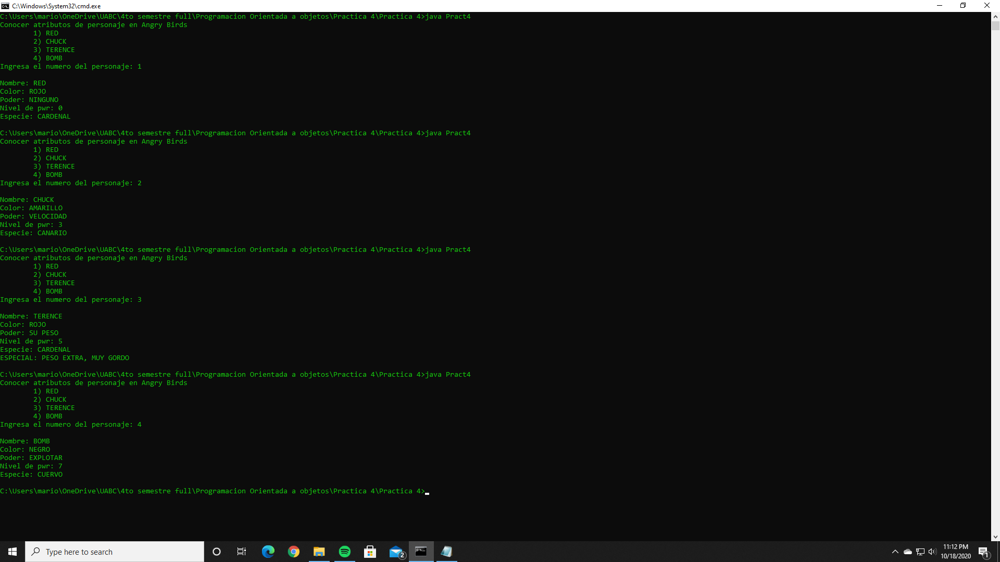 C:\Windows\System32\cmd.exe
C:\Users\mario\OneDrive\UABC\4to semestre full\Programacion Orientada a objetos\Practica 4\Practica 4>java Pract4
Conocer atributos de personaje en Angry Birds
1) RED
2) CHUCK
3) TERENCE
4) BOMB
Ingresa el numero del personaje: 1
Nombre: RED
Color: ROJO
Poder: NINGUNO
Nivel de pwr: 0
Especie: CARDENAL
C:\Users\mario\OneDrive\UABC\4to semestre full\Programacion Orientada a objetos\Practica 4\Practica 4>java Pract4
Conocer atributos de personaje en Angry Birds
1) RED
2) CHUCK
3) TERENCE
4) BOMB
Ingresa el numero del personaje: 2
Nombre: CHUCK
Color: AMARILLO
Poder: VELOCIDAD
Nivel de pwr: 3
Especie: CANARIO
C:\Users\mario\OneDrive\UABC\4to semestre full\Programacion Orientada a objetos\Practica 4\Practica 4>java Pract4
Conocer atributos de personaje en Angry Birds
1) RED
2) CHUCK
3) TERENCE
4) BOMB
Ingresa el numero del personaje: 3
Nombre: TERENCE
Color: ROJO
Poder: SU PESO
Nivel de pwr: 5
Especie: CARDENAL
ESPECIAL: PESO EXTRA, MUY GORDO
C:\Users\mario\OneDrive\UABC\4to semestre full\Programacion Orientada a objetos\Practica 4\Practica 4>java Pract4
Conocer atributos de personaje en Angry Birds
1) RED
2) CHUCK
3) TERENCE
4) BOMB
Ingresa el numero del personaje: 4
Nombre: BOMB
Color: NEGRO
Poder: EXPLOTAR
Nivel de pwr: 7
Especie: CUERVO
C:\Users\mario\OneDrive\UABC\4to semestre full\Programacion Orientada a objetos\Practica 4\Practica 4>
Type here to search
2
11:12 PM
10/18/2020
1